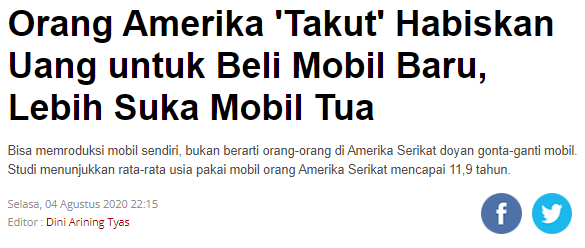 Orang Amerika 'Takut' Habiskan
Uang untuk Beli Mobil Baru,
Lebih Suka Mobil Tua
Bisa memroduksi mobil sendiri, bukan berarti orang-orang di Amerika Serikat doyan gonta-ganti mobil.
Studi menunjukkan rata-rata usia pakai mobil orang Amerika Serikat mencapai 11,9 tahun.
Selasa, 04 Agustus 2020 22:15
Editor : Dini Arining Tyas